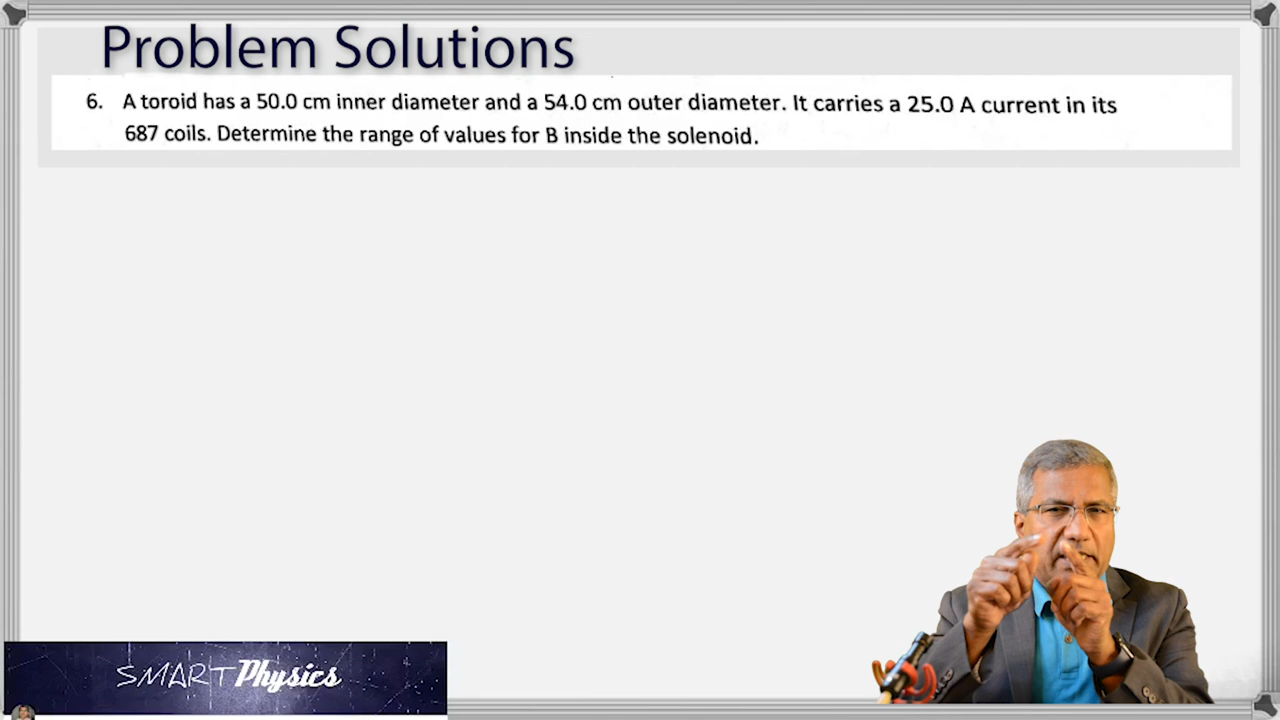 Problem Solutions
6. A toroid has a 50.0 cm inner diameter and a 54.0 cm outer diameter. It carries a 25.0 A current in its
687 coils. Determine the range of values for B inside the solenoid.
SMART Physics